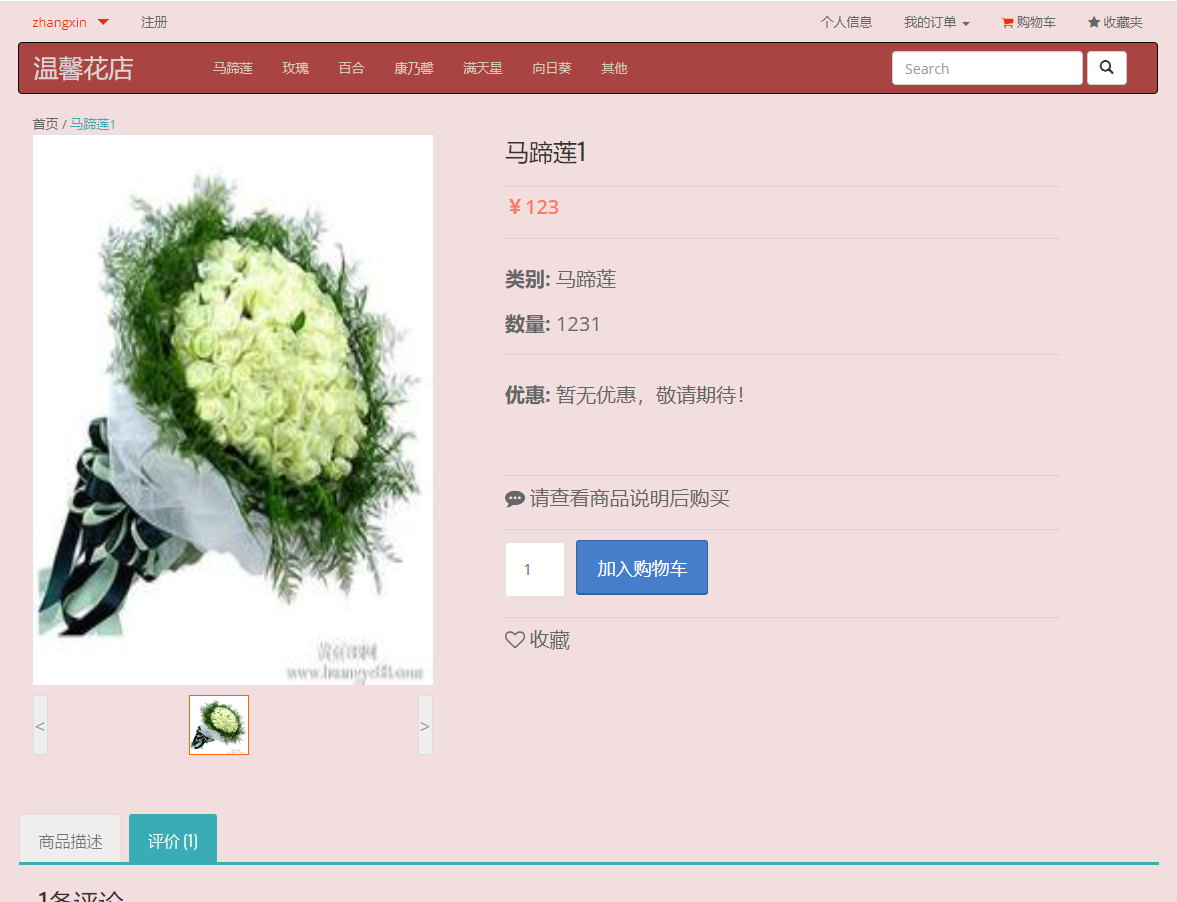 zhangxin 注册 个人信息 我的订单 购物车 收藏夹
温馨花店 马蹄莲 玫瑰 百合 康乃馨 满天星 向日葵 其他 Search
首页 / 马蹄莲1
马蹄莲1
￥123
类别: 马蹄莲
数量: 1231
优惠: 暂无优惠，敬请期待！
请查看商品说明后购买
1 加入购物车
收藏
< >
商品描述 评价 (1)
1条评论